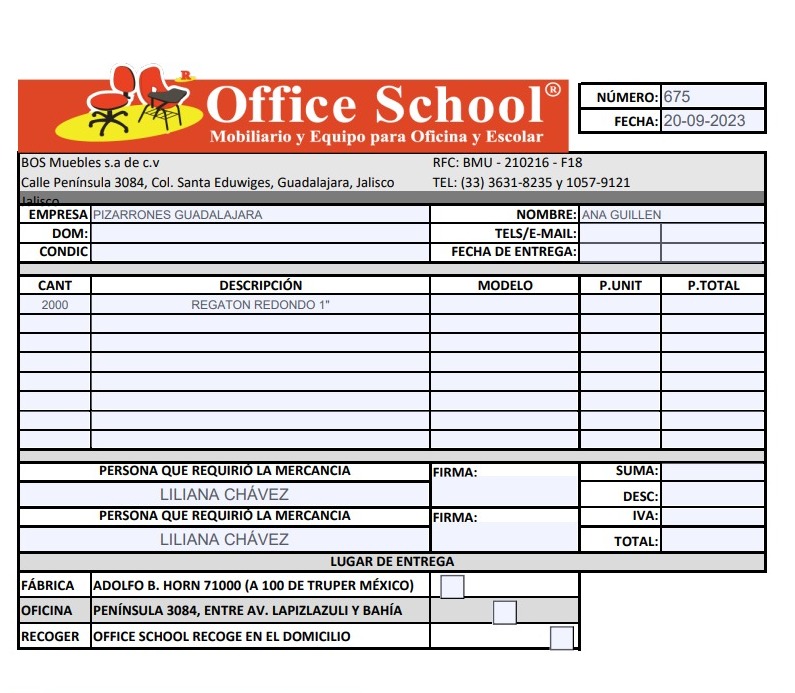 Office School®
Mobiliario y Equipo para Oficina y Escolar
R
NÚMERO: 675
FECHA: 20-09-2023
BOS Muebles s.a de c.v RFC: BMU - 210216 - F18
Calle Península 3084, Col. Santa Eduwiges, Guadalajara, Jalisco TEL: (33) 3631-8235 y 1057-9121
Jalisco
EMPRESA PIZARRONES GUADALAJARA NOMBRE: ANA GUILLEN
DOM: TELS/E-MAIL:
CONDIC FECHA DE ENTREGA:
CANT DESCRIPCIÓN MODELO P.UNIT P.TOTAL
2000 REGATON REDONDO 1"
PERSONA QUE REQUIRIÓ LA MERCANCIA FIRMA: SUMA:
LILIANA CHÁVEZ DESC:
PERSONA QUE REQUIRIÓ LA MERCANCIA FIRMA: IVA:
LILIANA CHÁVEZ TOTAL:
LUGAR DE ENTREGA
FÁBRICA ADOLFO B. HORN 71000 (A 100 DE TRUPER MÉXICO)
OFICINA PENÍNSULA 3084, ENTRE AV. LAPIZLAZULI Y BAHÍA
RECOGER OFFICE SCHOOL RECOGE EN EL DOMICILIO